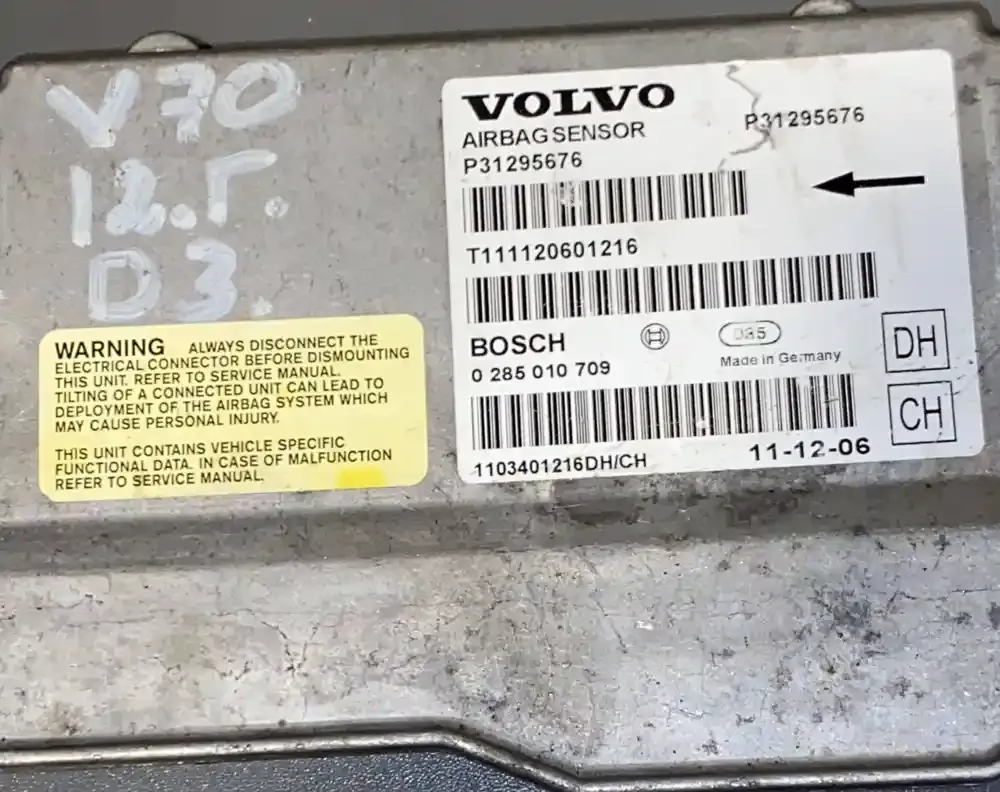 V70
12.г.
D3.
WARNING ALWAYS DISCONNECT THE
ELECTRICAL CONNECTOR BEFORE DISMOUNTING
THIS UNIT. REFER TO SERVICE MANUAL.
TILTING OF A CONNECTED UNIT CAN LEAD TO
DEPLOYMENT OF THE AIRBAG SYSTEM WHICH
MAY CAUSE PERSONAL INJURY.
THIS UNIT CONTAINS VEHICLE SPECIFIC
FUNCTIONAL DATA. IN CASE OF MALFUNCTION
REFER TO SERVICE MANUAL.
VOLVO
AIRBAG SENSOR
P31295676
P31295676
T111120601216
BOSCH
0 285 010 709
035
Made in Germany
DH
CH
1103401216DH/CH
11-12-06